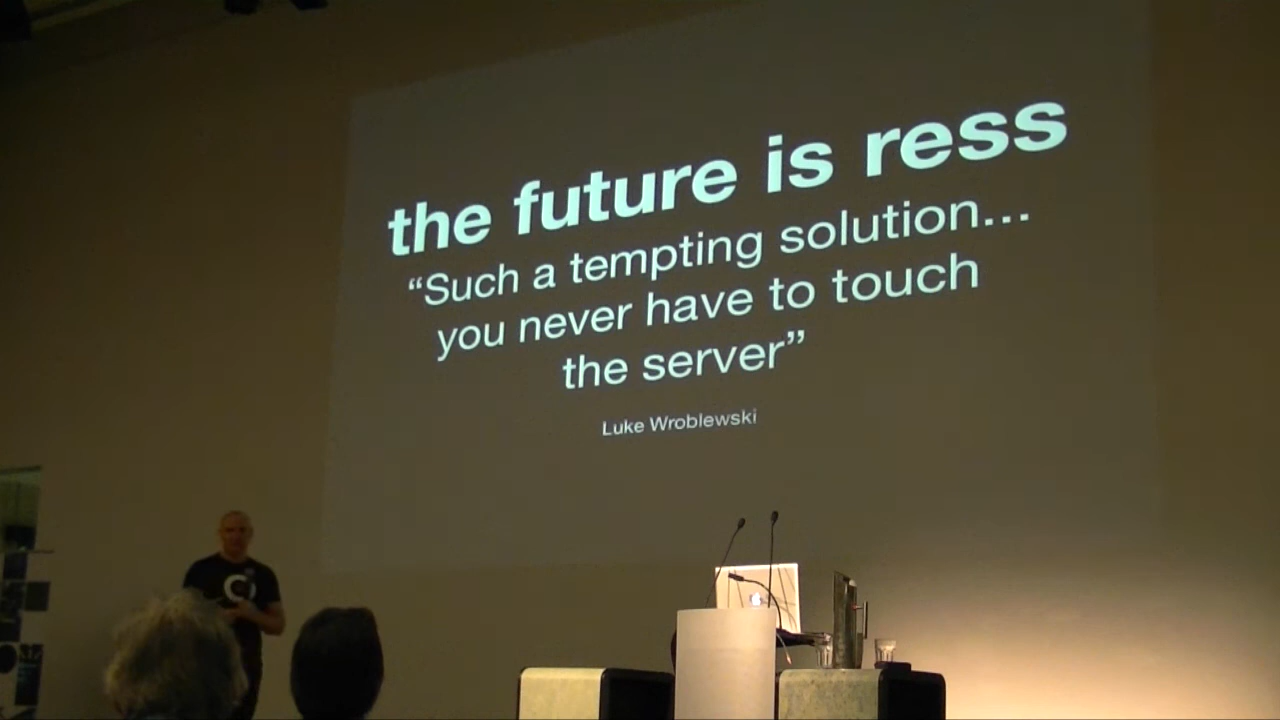 the future is ress
“Such a tempting solution…
you never have to touch
the server”
Luke Wroblewski